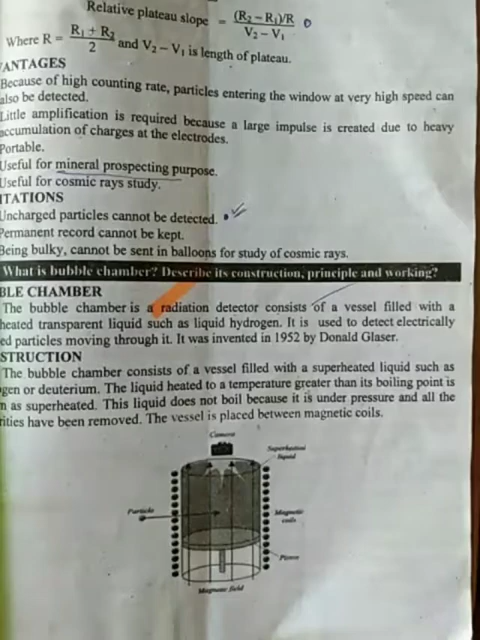 Relative plateau slope = (R₂ – R₁)/R / V₂ – V₁
Where R = R₁ + R₂ / 2 and V₂ – V₁ is length of plateau.
ANTAGES
Because of high counting rate, particles entering the window at very high speed can
also be detected.
Little amplification is required because a large impulse is created due to heavy
accumulation of charges at the electrodes.
Portable.
Useful for mineral prospecting purpose.
Useful for cosmic rays study.
ITATIONS
Uncharged particles cannot be detected.
Permanent record cannot be kept.
Being bulky, cannot be sent in balloons for study of cosmic rays.
What is bubble chamber? Describe its construction, principle and working?
BLE CHAMBER
The bubble chamber is a radiation detector consists of a vessel filled with a
heated transparent liquid such as liquid hydrogen. It is used to detect electrically
ed particles moving through it. It was invented in 1952 by Donald Glaser.
STRUCTION
The bubble chamber consists of a vessel filled with a superheated liquid such as
gen or deuterium. The liquid heated to a temperature greater than its boiling point is
n as superheated. This liquid does not boil because it is under pressure and all the
rities have been removed. The vessel is placed between magnetic coils.
Camera
Superheated
liquid
Particle
Magnetic
coils
Piston
Magnetic field